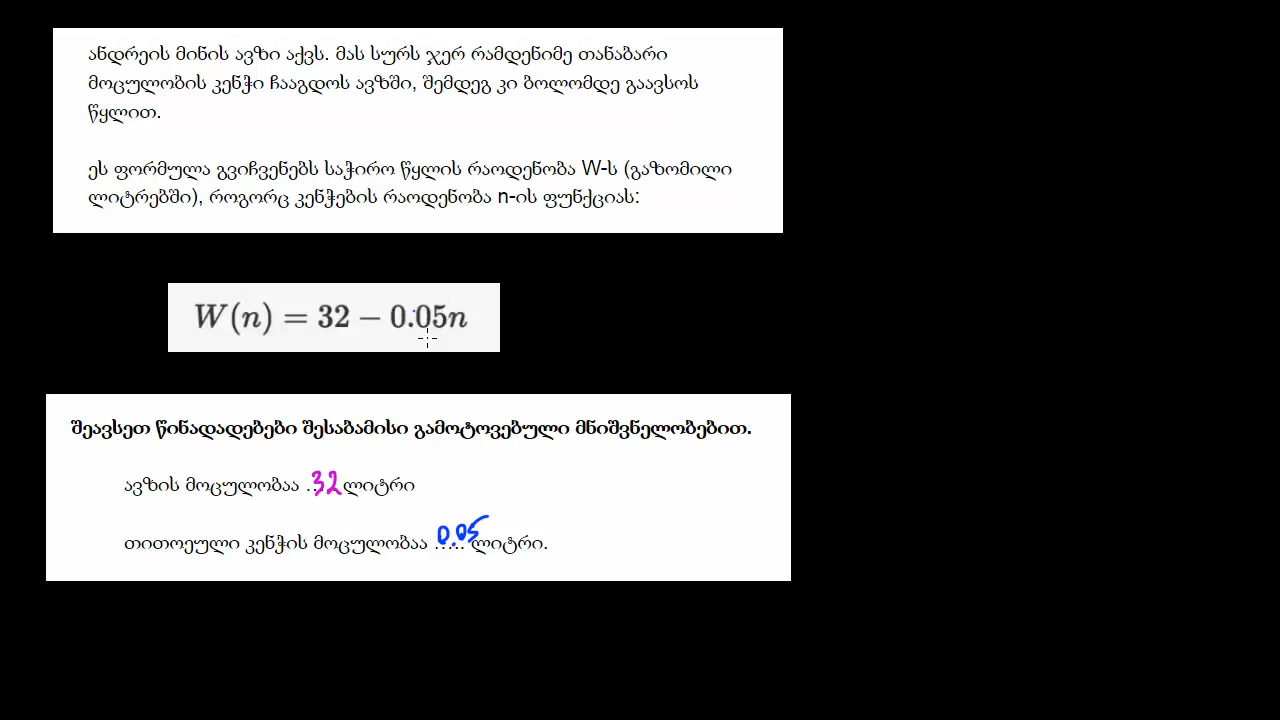 ანდრეის მინის ავზი აქვს. მას სურს ჯერ რამდენიმე თანაბარი
მოცულობის კენჭი ჩააგდოს ავზში, შემდეგ კი ბოლომდე გაავსოს
წყლით.
ეს ფორმულა გვიჩვენებს საჭირო წყლის რაოდენობა W-ს (გაზომილი
ლიტრებში), როგორც კენჭების რაოდენობა n-ის ფუნქციას:
W(n) = 32 − 0.05n
შეავსეთ წინადადებები შესაბამისი გამოტოვებული მნიშვნელობებით.
ავზის მოცულობაა ...32 ლიტრი
თითოეული კენჭის მოცულობაა ..... 0.05 ლიტრი.